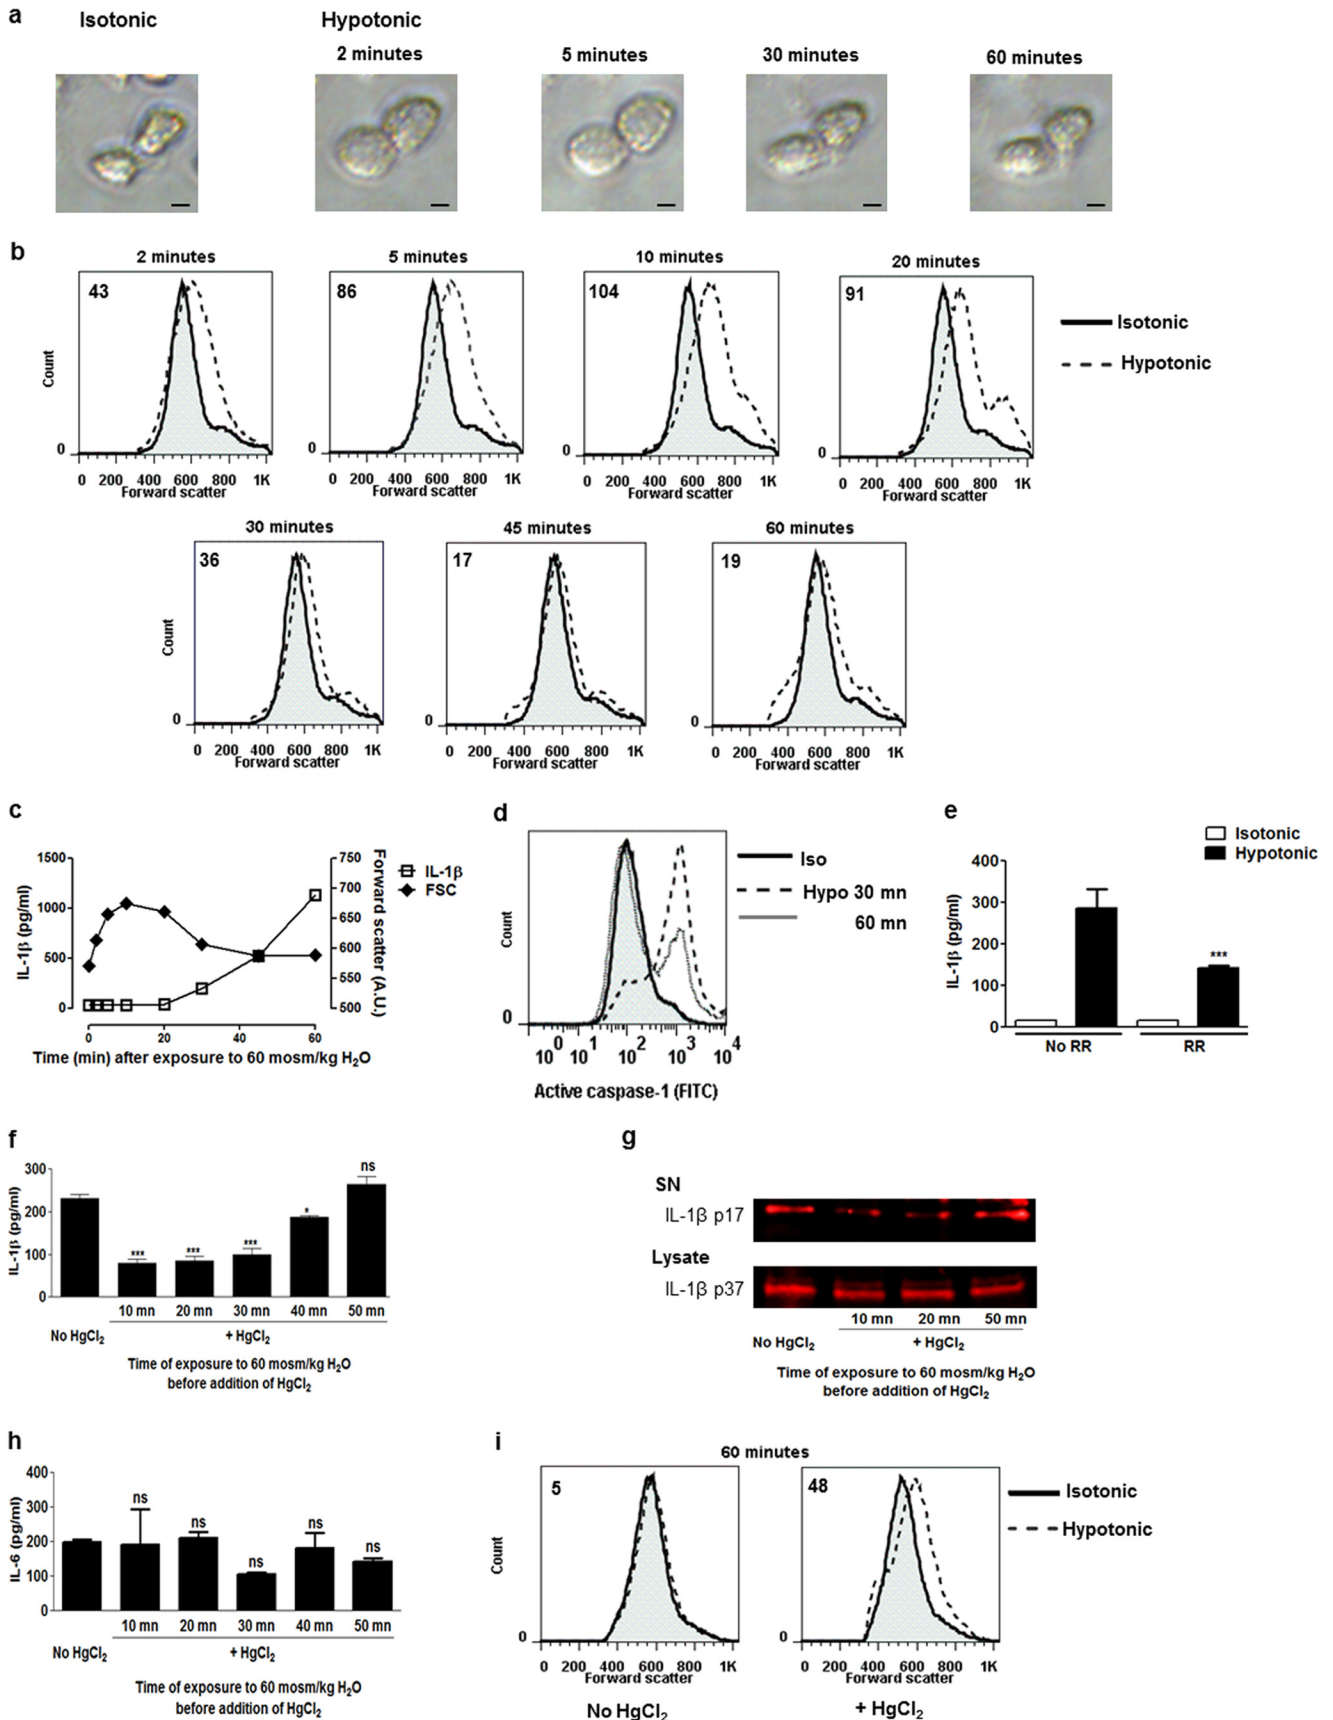 a
Isotonic
Hypotonic
2 minutes
5 minutes
30 minutes
60 minutes
b
2 minutes
43
Count
0
0 200 400 600 800 1K
Forward scatter
5 minutes
86
0
0 200 400 600 800 1K
Forward scatter
10 minutes
104
0
0 200 400 600 800 1K
Forward scatter
20 minutes
91
0
0 200 400 600 800 1K
Forward scatter
Isotonic
Hypotonic
30 minutes
36
Count
0
0 200 400 600 800 1K
Forward scatter
45 minutes
17
0
0 200 400 600 800 1K
Forward scatter
60 minutes
19
0
0 200 400 600 800 1K
Forward scatter
c
IL-1β (pg/ml)
1500
1000
500
0
Forward scatter (A.U.)
750
700
650
600
550
500
IL-1β
FSC
0 20 40 60
Time (min) after exposure to 60 mosm/kg H₂O
d
Count
0
10⁰ 10¹ 10² 10³ 10⁴
Active caspase-1 (FITC)
Iso
Hypo 30 mn
60 mn
e
Isotonic
Hypotonic
IL-1β (pg/ml)
400
300
200
100
0
***
No RR
RR
f
IL-1β (pg/ml)
300
200
100
0
*** *** *** * ns
10 mn 20 mn 30 mn 40 mn 50 mn
No HgCl₂
+ HgCl₂
Time of exposure to 60 mosm/kg H₂O
before addition of HgCl₂
g
SN
IL-1β p17
Lysate
IL-1β p37
10 mn 20 mn 50 mn
No HgCl₂
+ HgCl₂
Time of exposure to 60 mosm/kg H₂O
before addition of HgCl₂
h
IL-6 (pg/ml)
400
300
200
100
0
ns ns ns ns ns
10 mn 20 mn 30 mn 40 mn 50 mn
No HgCl₂
+ HgCl₂
Time of exposure to 60 mosm/kg H₂O
before addition of HgCl₂
i
60 minutes
5
Count
0
0 200 400 600 800 1K
Forward scatter
No HgCl₂
48
0
0 200 400 600 800 1K
Forward scatter
+ HgCl₂
Isotonic
Hypotonic